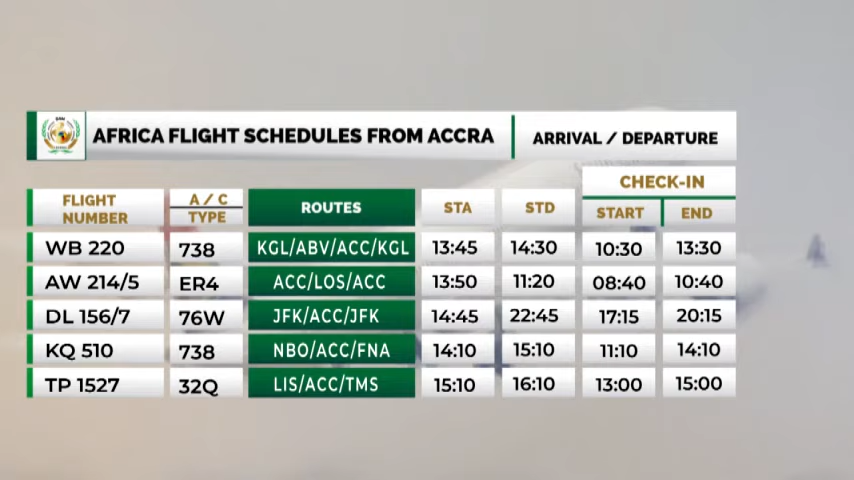 AFRICA FLIGHT SCHEDULES FROM ACCRA ARRIVAL / DEPARTURE
CHECK-IN
FLIGHT NUMBER A / C TYPE ROUTES STA STD START END
WB 220 738 KGL/ABV/ACC/KGL 13:45 14:30 10:30 13:30
AW 214/5 ER4 ACC/LOS/ACC 13:50 11:20 08:40 10:40
DL 156/7 76W JFK/ACC/JFK 14:45 22:45 17:15 20:15
KQ 510 738 NBO/ACC/FNA 14:10 15:10 11:10 14:10
TP 1527 32Q LIS/ACC/TMS 15:10 16:10 13:00 15:00